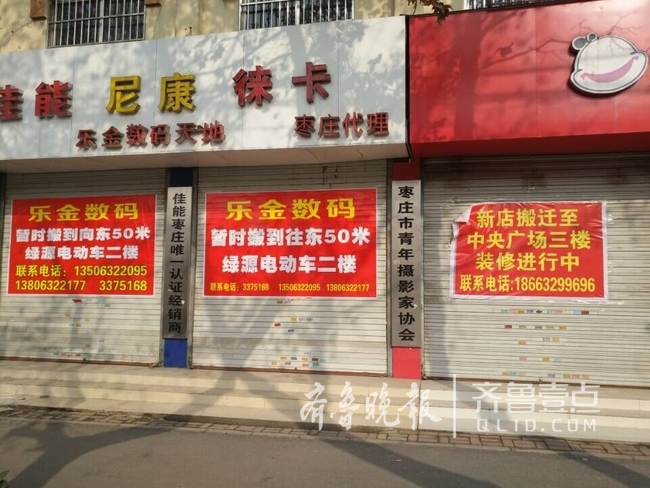 佳能 尼康 徕卡
乐金数码天地 枣庄代理
乐金数码
暂时搬到向东50米
绿源电动车二楼
联系电话：13506322095
13806322177 3375168
佳能枣庄唯一认证经销商
乐金数码
暂时搬到往东50米
绿源电动车二楼
联系电话：3375168 13506322095 13806322177
枣庄市青年摄影家协会
新店搬迁至
中央广场三楼
装修进行中
联系电话:18663299696
齐鲁晚报 齐鲁壹点
QL1D.COM